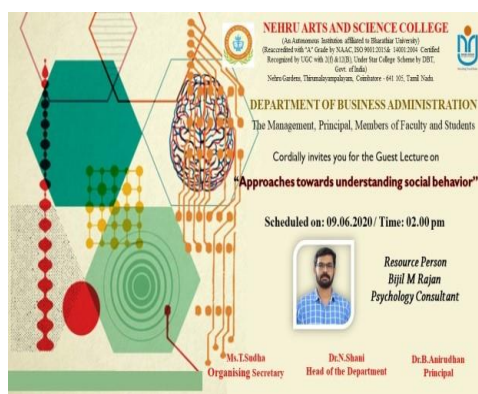 NEHRU ARTS AND SCIENCE COLLEGE
(An Autonomous Institution affiliated to Bharathiar University)
(Reaccredited with "A" Grade by NAAC, ISO 9001:2015& 14001:2004 Certified
Recognized by UGC with 2(f) &12(B), Under Star College Scheme by DBT,
Govt. of India)
Nehru Gardens, Thirumalayampalayam, Coimbatore - 641 105, Tamil Nadu.
DEPARTMENT OF BUSINESS ADMINISTRATION
The Management, Principal, Members of Faculty and Students
Cordially invites you for the Guest Lecture on
"Approaches towards understanding social behavior"
Scheduled on: 09.06.2020 / Time: 02.00 pm
Resource Person
Bijil M Rajan
Psychology Consultant
Ms.T.Sudha
Organising Secretary
Dr.N.Shani
Head of the Department
Dr.B.Anirudhan
Principal